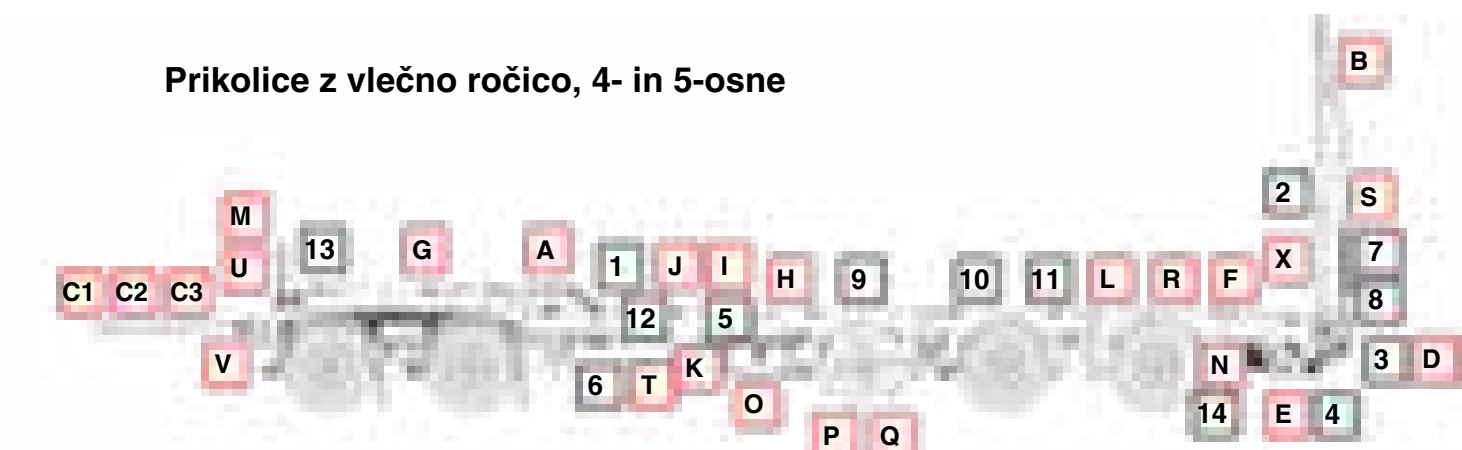 B
Prikolice z vlečno ročico, 4- in 5-osne
2 S
M
13 G A 7
U 1 J I H 9 10 11 L R F X
C1 C2 C3 8
12 5
V K N 3 D
6 T
O 14 E 4
P Q